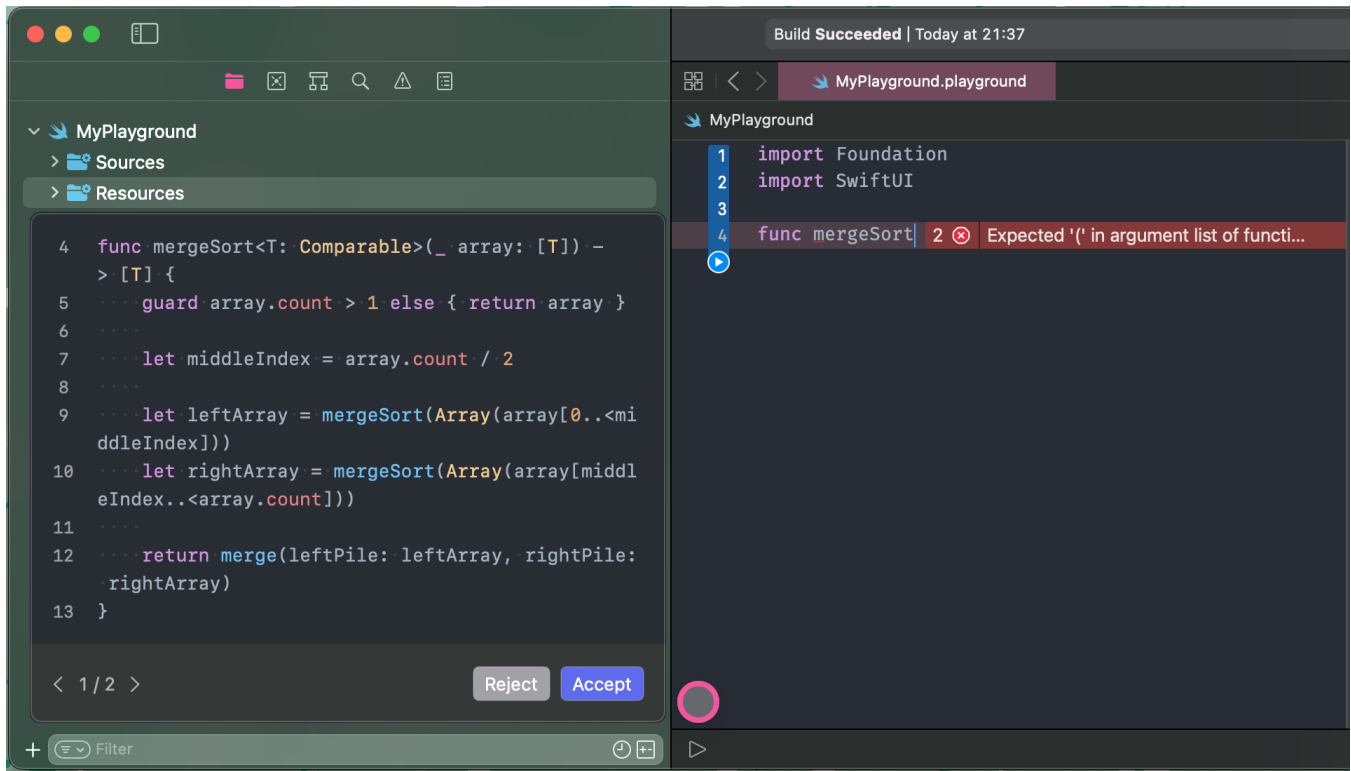 Build Succeeded | Today at 21:37
MyPlayground.playground
MyPlayground
Sources
Resources
4 func mergeSort<T: Comparable>(_ array: [T]) -
> [T] {
5 guard array.count > 1 else { return array }
6
7 let middleIndex = array.count / 2
8
9 let leftArray = mergeSort(Array(array[0..<mi
ddleIndex]))
10 let rightArray = mergeSort(Array(array[middl
eIndex..<array.count]))
11
12 return merge(leftPile: leftArray, rightPile:
rightArray)
13 }
1/2
Reject
Accept
Filter
MyPlayground
1 import Foundation
2 import SwiftUI
3
4 func mergeSort 2 Expected '(' in argument list of functi...